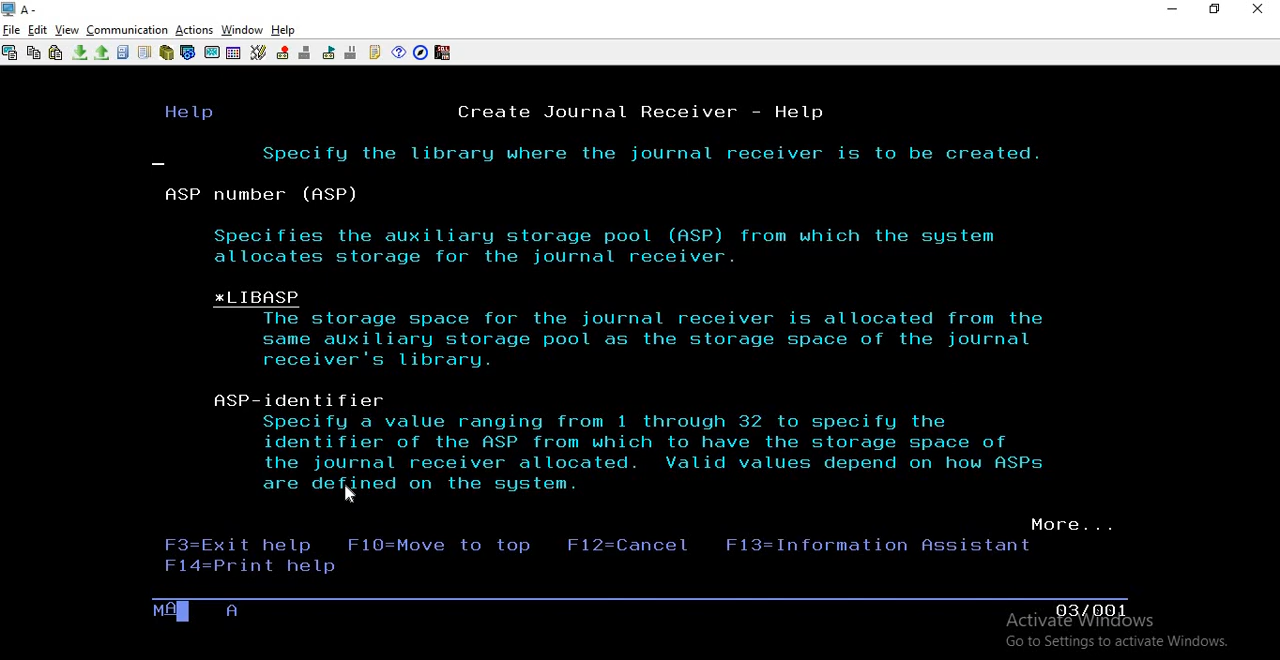 A -
File Edit View Communication Actions Window Help
Help Create Journal Receiver - Help
Specify the library where the journal receiver is to be created.
ASP number (ASP)
Specifies the auxiliary storage pool (ASP) from which the system
allocates storage for the journal receiver.
*LIBASP
The storage space for the journal receiver is allocated from the
same auxiliary storage pool as the storage space of the journal
receiver's library.
ASP-identifier
Specify a value ranging from 1 through 32 to specify the
identifier of the ASP from which to have the storage space of
the journal receiver allocated. Valid values depend on how ASPs
are defined on the system.
More...
F3=Exit help F10=Move to top F12=Cancel F13=Information Assistant
F14=Print help
MA A 03/001
Activate Windows
Go to Settings to activate Windows.